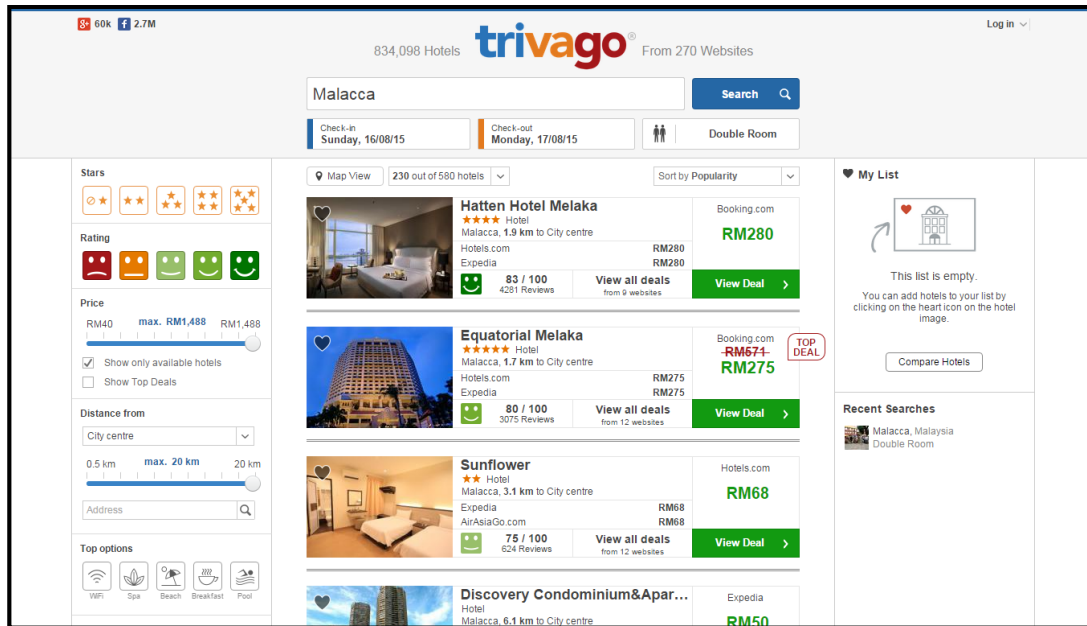 60k 2.7M
Log in
834,098 Hotels trivago® From 270 Websites
Malacca
Search
Check-in
Sunday, 16/08/15
Check-out
Monday, 17/08/15
Double Room
Stars
Rating
Price
RM40 max. RM1,488 RM1,488
Show only available hotels
Show Top Deals
Distance from
City centre
0.5 km max. 20 km 20 km
Address
Top options
WiFi Spa Beach Breakfast Pool
Map View
230 out of 580 hotels
Sort by Popularity
Hatten Hotel Melaka
Hotel
Malacca, 1.9 km to City centre
Hotels.com RM280
Expedia RM280
83 / 100
4281 Reviews
View all deals
from 9 websites
Booking.com
RM280
View Deal
Equatorial Melaka
Hotel
Malacca, 1.7 km to City centre
Hotels.com RM275
Expedia RM275
80 / 100
3075 Reviews
View all deals
from 12 websites
Booking.com
RM571
RM275
TOP
DEAL
View Deal
Sunflower
Hotel
Malacca, 3.1 km to City centre
Expedia RM68
AirAsiaGo.com RM68
75 / 100
624 Reviews
View all deals
from 12 websites
Hotels.com
RM68
View Deal
Discovery Condominium&Apar...
Hotel
Malacca, 6.1 km to City centre
Expedia
RM50
My List
This list is empty.
You can add hotels to your list by
clicking on the heart icon on the hotel
image.
Compare Hotels
Recent Searches
Malacca, Malaysia
Double Room